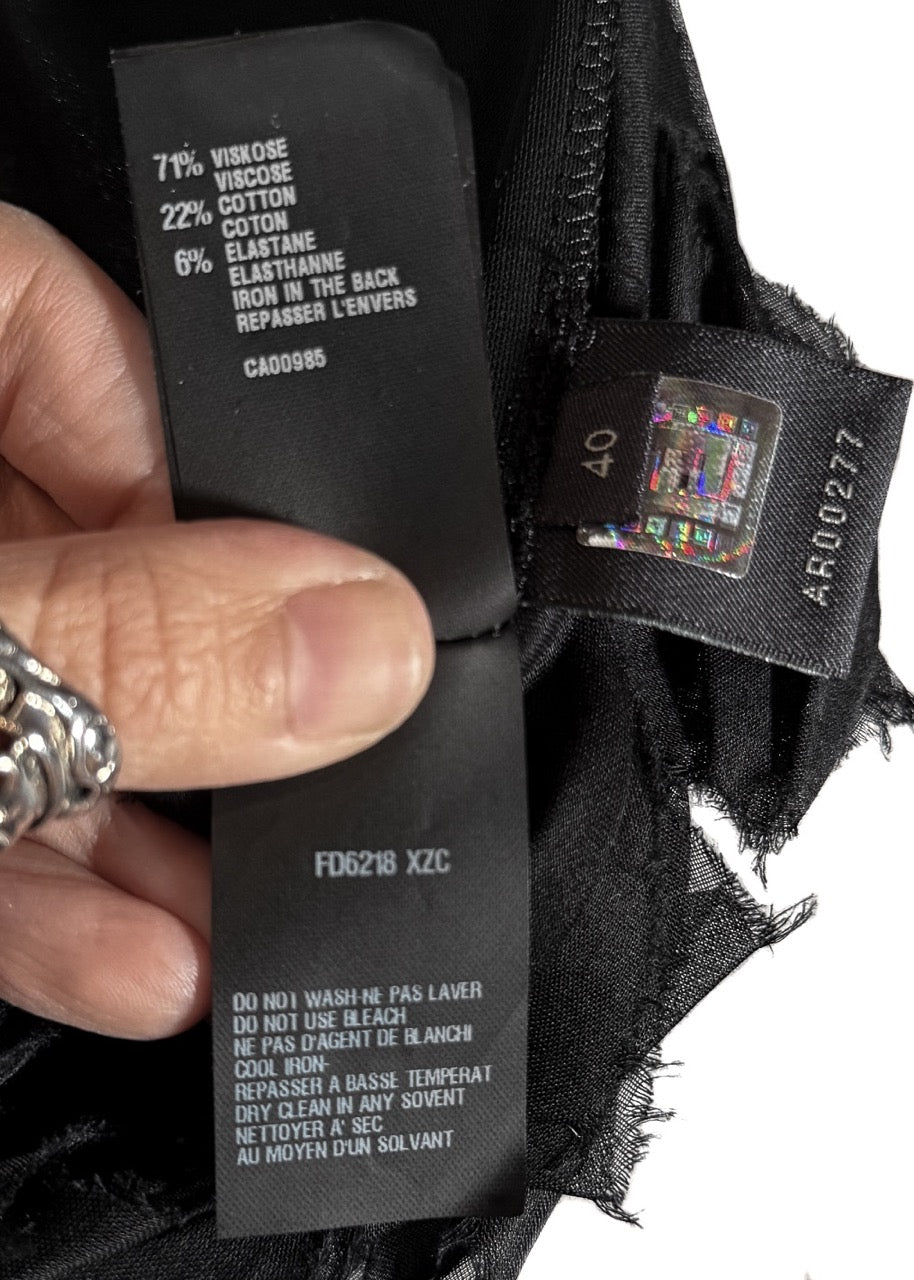 71% VISKOSE
VISCOSE
22% COTTON
COTON
6% ELASTANE
ELASTHANNE
IRON IN THE BACK
REPASSER L'ENVERS
CA00985
40
AR00277
FD6218 XZC
DO NOT WASH-NE PAS LAVER
DO NOT USE BLEACH
NE PAS D'AGENT DE BLANCHI
COOL IRON-
REPASSER A BASSE TEMPERAT
DRY CLEAN IN ANY SOVENT
NETTOYER A' SEC
AU MOYEN D'UN SOLVANT